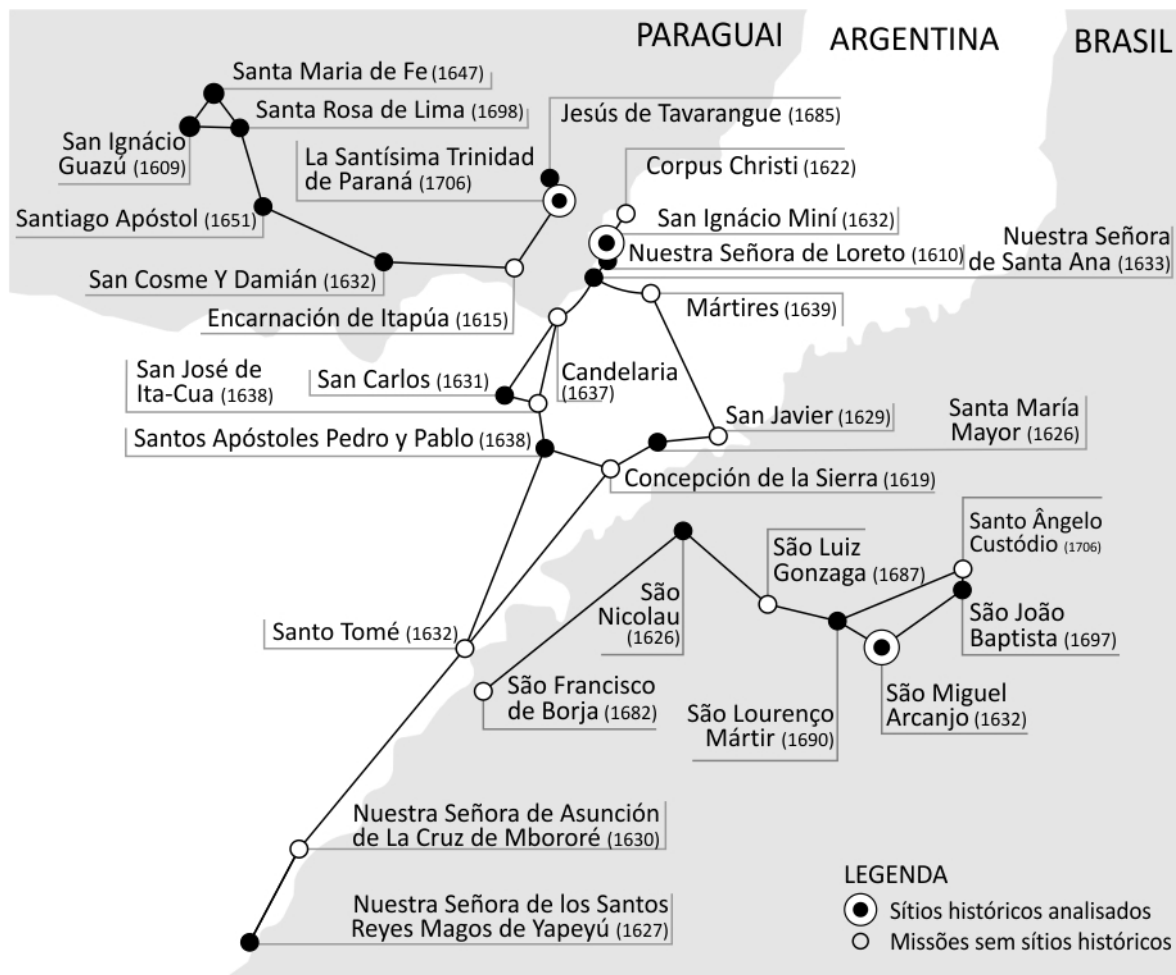 PARAGUAI
ARGENTINA
BRASIL
Santa Maria de Fe (1647)
Santa Rosa de Lima (1698)
San Ignácio
Guazú (1609)
La Santísima Trinidad
de Paraná (1706)
Jesús de Tavarangue (1685)
Corpus Christi (1622)
Santiago Apóstol (1651)
San Ignácio Miní (1632)
Nuestra Señora de Loreto (1610)
Nuestra Señora
de Santa Ana (1633)
San Cosme Y Damián (1632)
Mártires (1639)
Encarnación de Itapúa (1615)
San José de
Ita-Cua (1638)
San Carlos (1631)
Candelaria
(1637)
San Javier (1629)
Santa María
Mayor (1626)
Santos Apóstoles Pedro y Pablo (1638)
Concepción de la Sierra (1619)
Santo Ângelo
Custódio (1706)
São Luiz
Gonzaga (1687)
São
Nicolau
(1626)
São João
Baptista (1697)
Santo Tomé (1632)
São Francisco
de Borja (1682)
São Lourenço
Mártir (1690)
São Miguel
Arcanjo (1632)
Nuestra Señora de Asunción
de La Cruz de Mbororé (1630)
Nuestra Señora de los Santos
Reyes Magos de Yapeyú (1627)
LEGENDA
Sítios históricos analisados
Missões sem sítios históricos